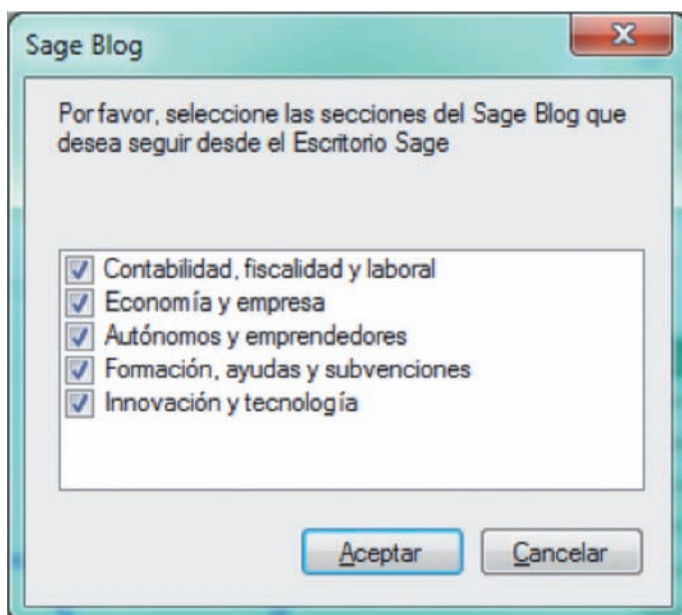 Sage Blog
Por favor, seleccione las secciones del Sage Blog que
desea seguir desde el Escritorio Sage
Contabilidad, fiscalidad y laboral
Economía y empresa
Autónomos y emprendedores
Formación, ayudas y subvenciones
Innovación y tecnología
Aceptar Cancelar